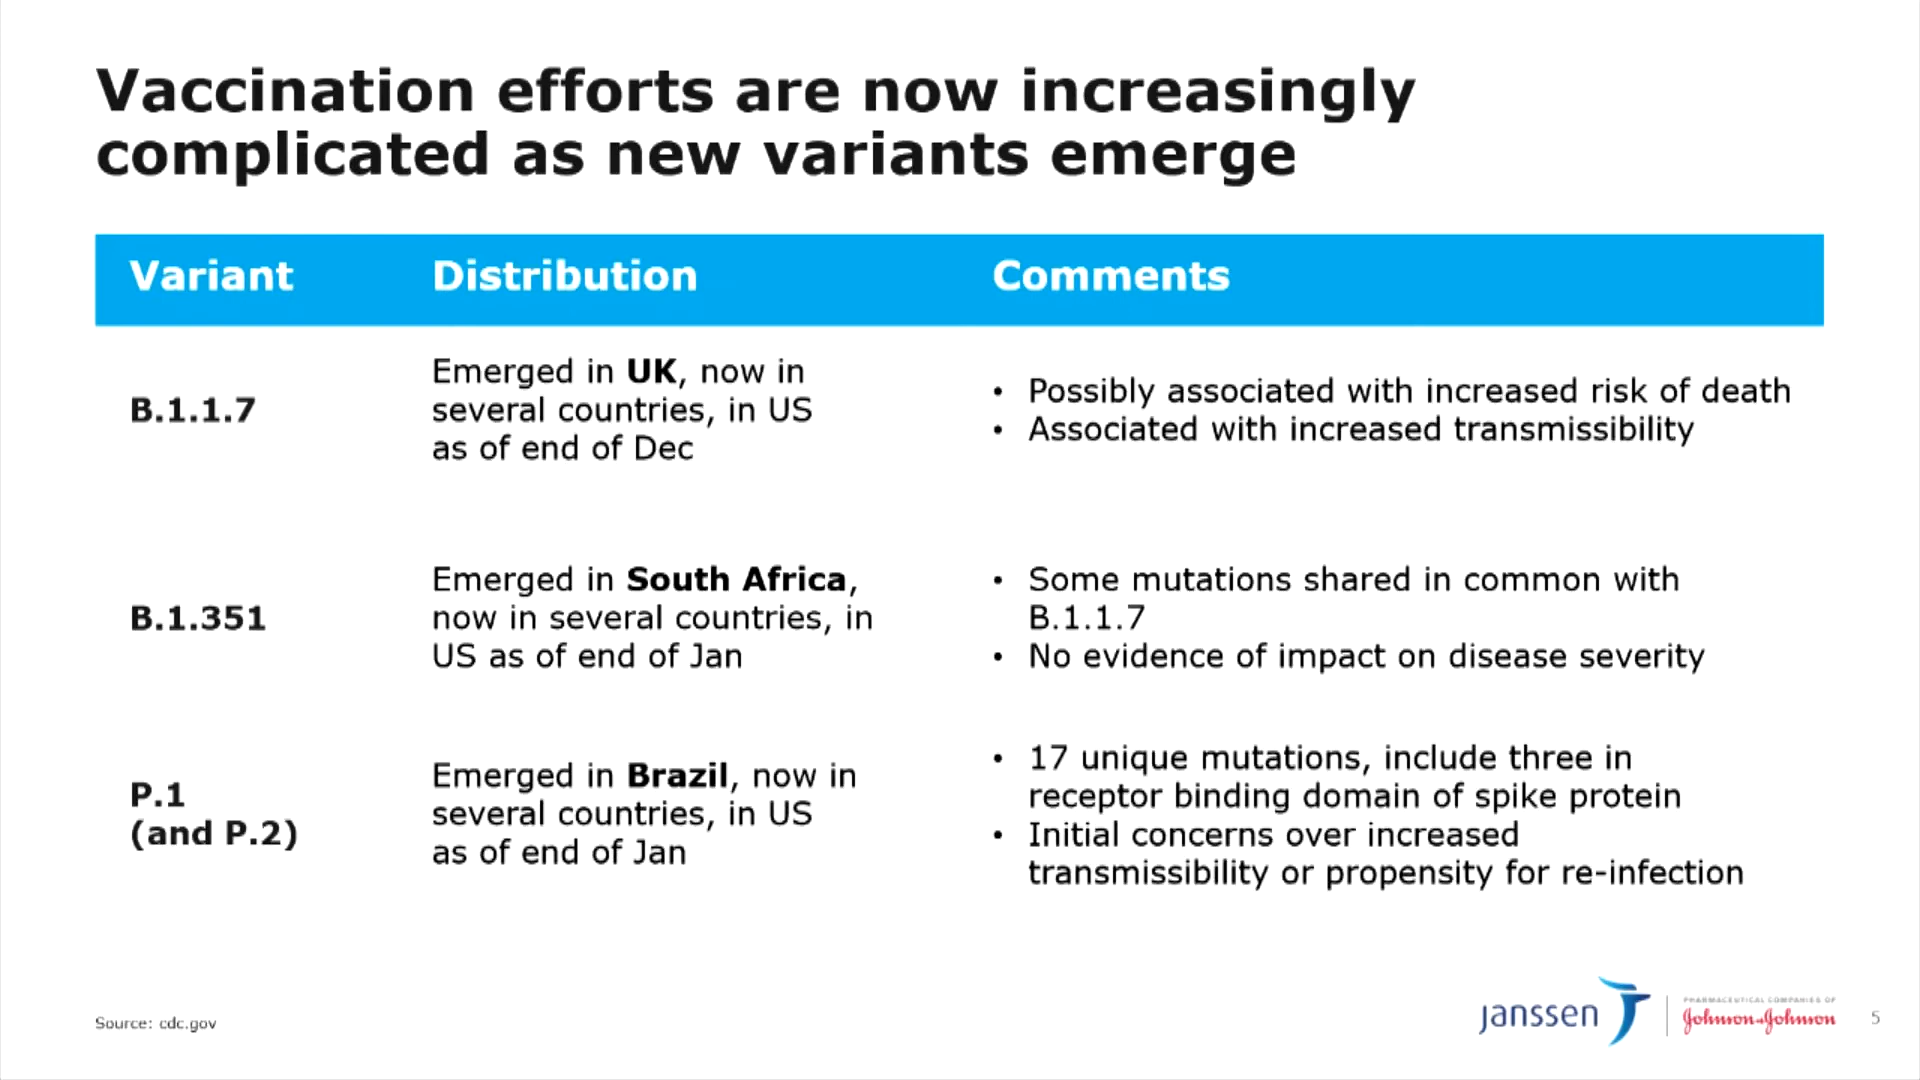 Vaccination efforts are now increasingly
complicated as new variants emerge
Variant
Distribution
Comments
B.1.1.7
Emerged in UK, now in
several countries, in US
as of end of Dec
• Possibly associated with increased risk of death
• Associated with increased transmissibility
B.1.351
Emerged in South Africa,
now in several countries, in
US as of end of Jan
• Some mutations shared in common with
B.1.1.7
• No evidence of impact on disease severity
P.1
(and P.2)
Emerged in Brazil, now in
several countries, in US
as of end of Jan
• 17 unique mutations, include three in
receptor binding domain of spike protein
• Initial concerns over increased
transmissibility or propensity for re-infection
Source: cdc.gov
janssen
PHARMACEUTICAL COMPANIES OF
Johnson&Johnson
5